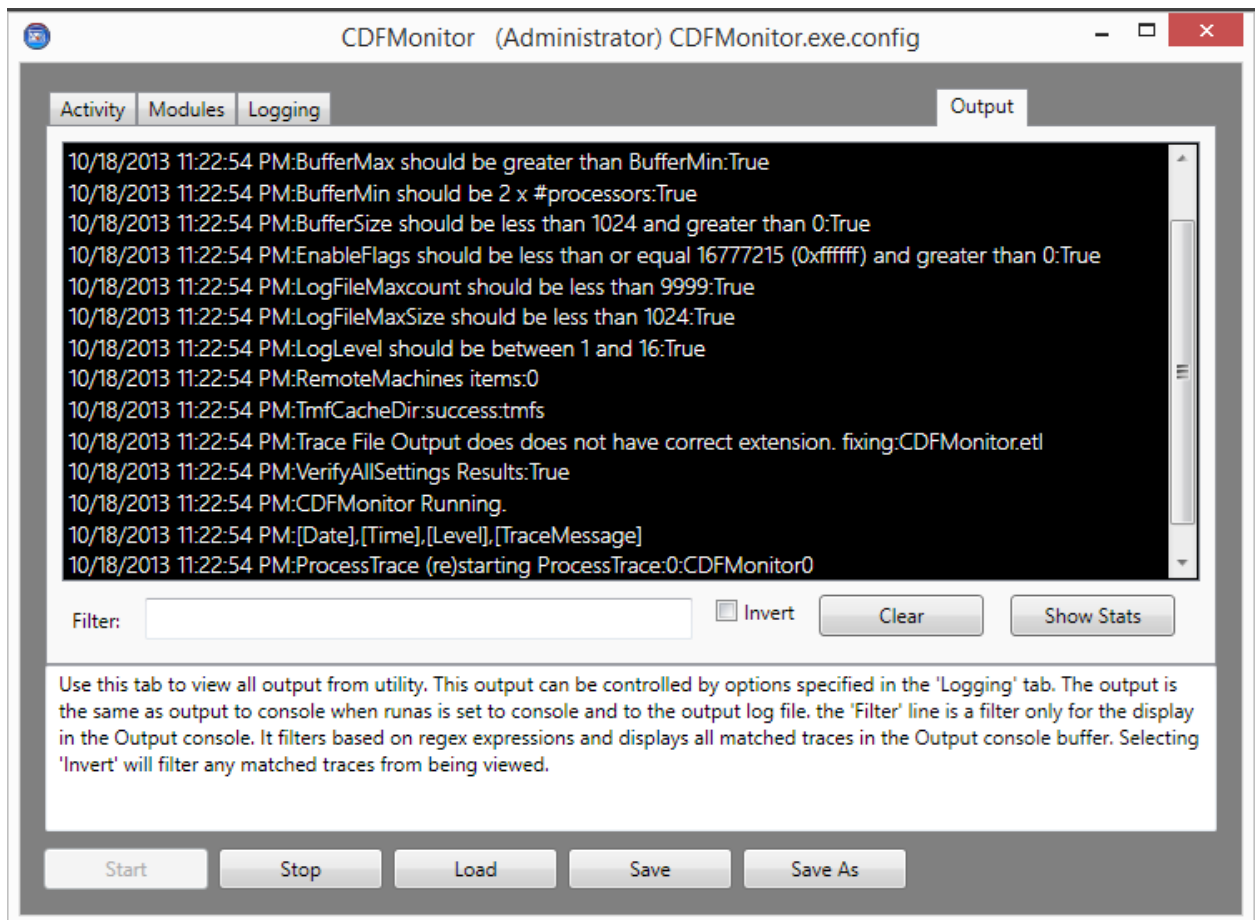 CDFMonitor (Administrator) CDFMonitor.exe.config
Activity Modules Logging Output
10/18/2013 11:22:54 PM:BufferMax should be greater than BufferMin:True
10/18/2013 11:22:54 PM:BufferMin should be 2 x #processors:True
10/18/2013 11:22:54 PM:BufferSize should be less than 1024 and greater than 0:True
10/18/2013 11:22:54 PM:EnableFlags should be less than or equal 16777215 (0xffffff) and greater than 0:True
10/18/2013 11:22:54 PM:LogFileMaxcount should be less than 9999:True
10/18/2013 11:22:54 PM:LogFileMaxSize should be less than 1024:True
10/18/2013 11:22:54 PM:LogLevel should be between 1 and 16:True
10/18/2013 11:22:54 PM:RemoteMachines items:0
10/18/2013 11:22:54 PM:TmfCacheDir:success:tmfs
10/18/2013 11:22:54 PM:Trace File Output does does not have correct extension. fixing:CDFMonitor.etl
10/18/2013 11:22:54 PM:VerifyAllSettings Results:True
10/18/2013 11:22:54 PM:CDFMonitor Running.
10/18/2013 11:22:54 PM:[Date],[Time],[Level],[TraceMessage]
10/18/2013 11:22:54 PM:ProcessTrace (re)starting ProcessTrace:0:CDFMonitor0
Filter: Invert Clear Show Stats
Use this tab to view all output from utility. This output can be controlled by options specified in the 'Logging' tab. The output is
the same as output to console when runas is set to console and to the output log file. the 'Filter' line is a filter only for the display
in the Output console. It filters based on regex expressions and displays all matched traces in the Output console buffer. Selecting
'Invert' will filter any matched traces from being viewed.
Start Stop Load Save Save As